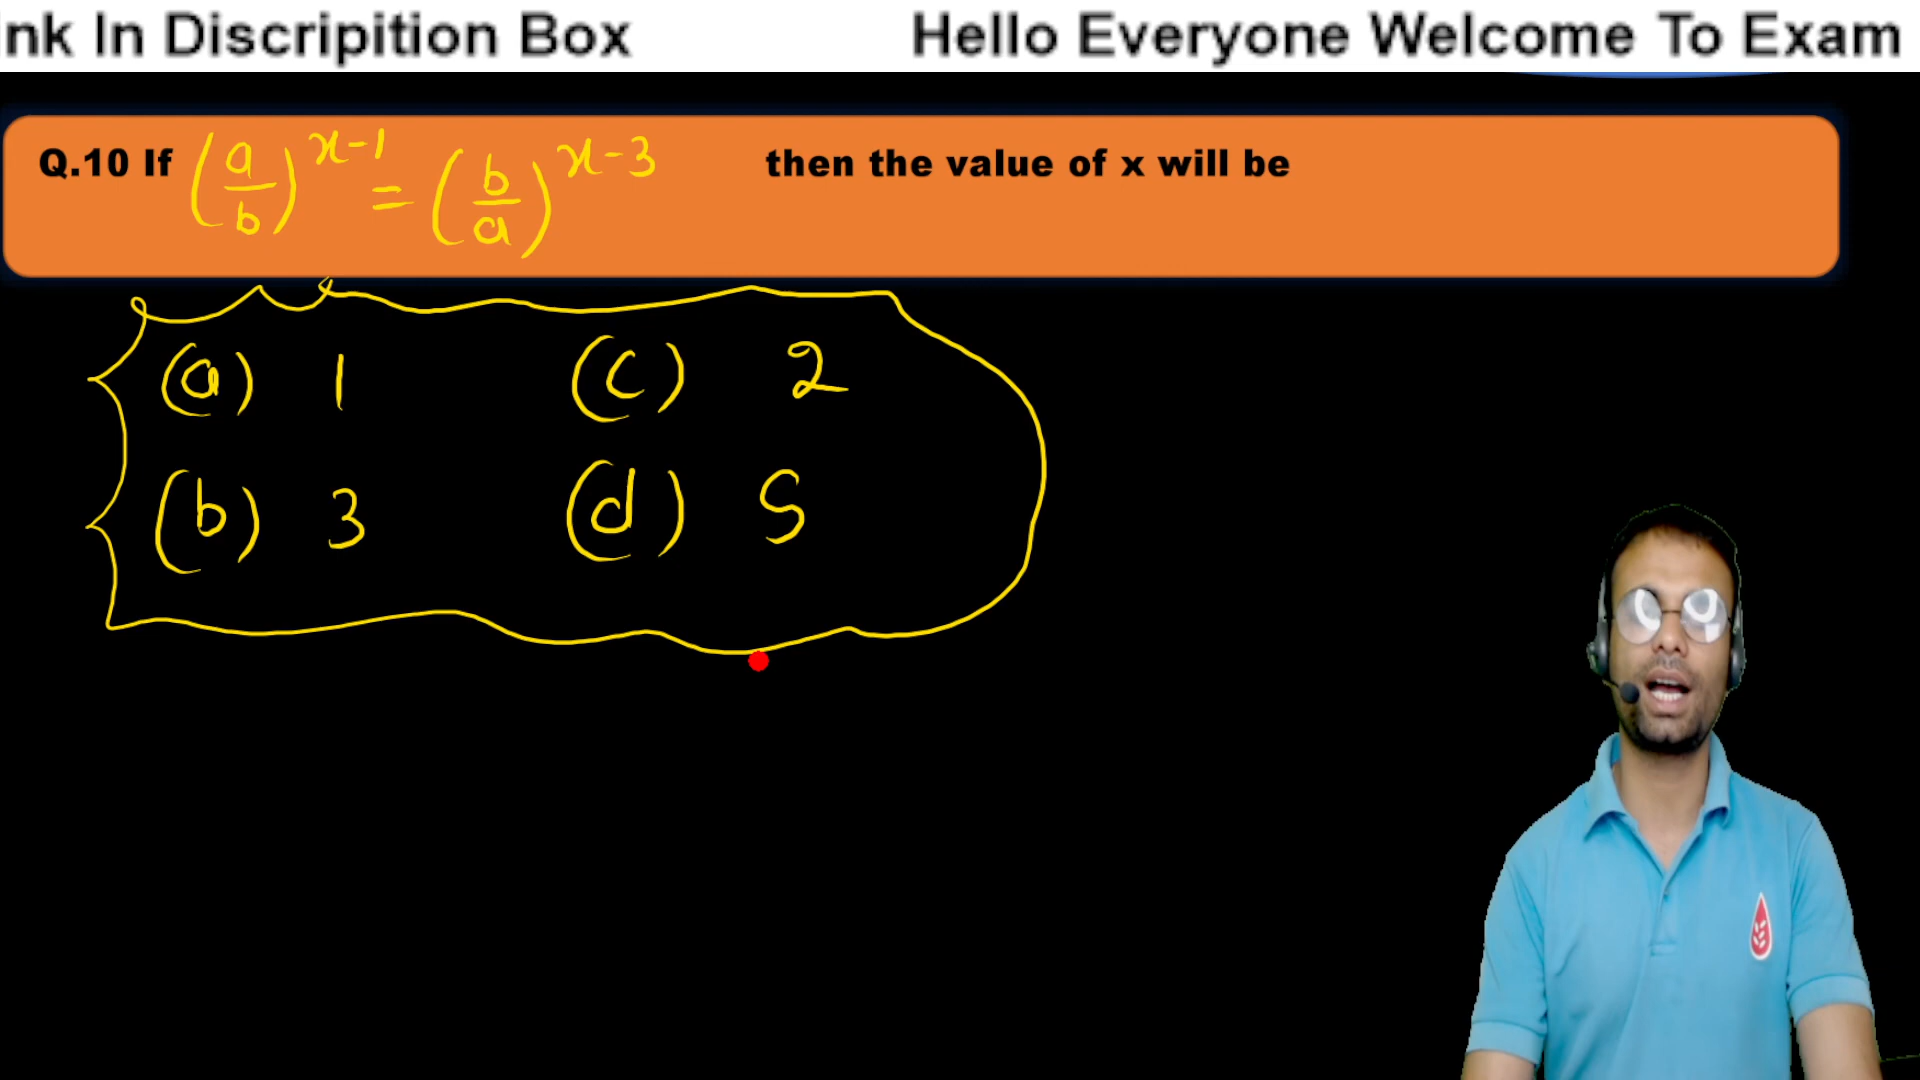 nk In Discripition Box Hello Everyone Welcome To Exam
Q.10 If (a/b)^x-1 = (b/a)^x-3 then the value of x will be
(a) 1 (c) 2
(b) 3 (d) 5